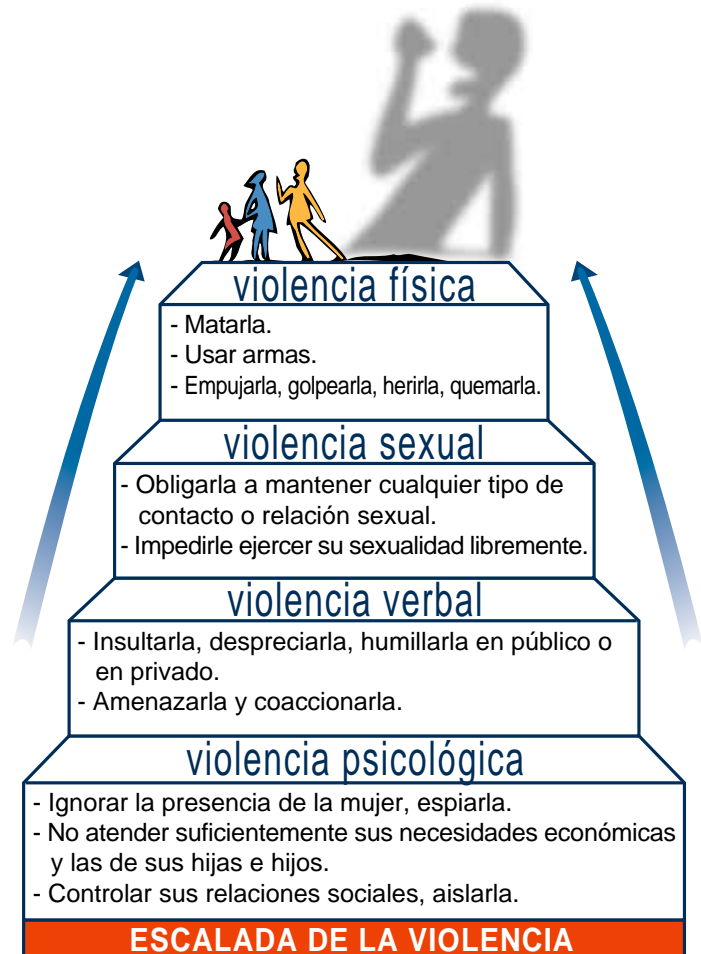 violencia física
- Matarla.
- Usar armas.
- Empujarla, golpearla, herirla, quemarla.
violencia sexual
- Obligarla a mantener cualquier tipo de
contacto o relación sexual.
- Impedirle ejercer su sexualidad libremente.
violencia verbal
- Insultarla, despreciarla, humillarla en público o
en privado.
- Amenazarla y coaccionarla.
violencia psicológica
- Ignorar la presencia de la mujer, espiarla.
- No atender suficientemente sus necesidades económicas
y las de sus hijas e hijos.
- Controlar sus relaciones sociales, aislarla.
ESCALADA DE LA VIOLENCIA